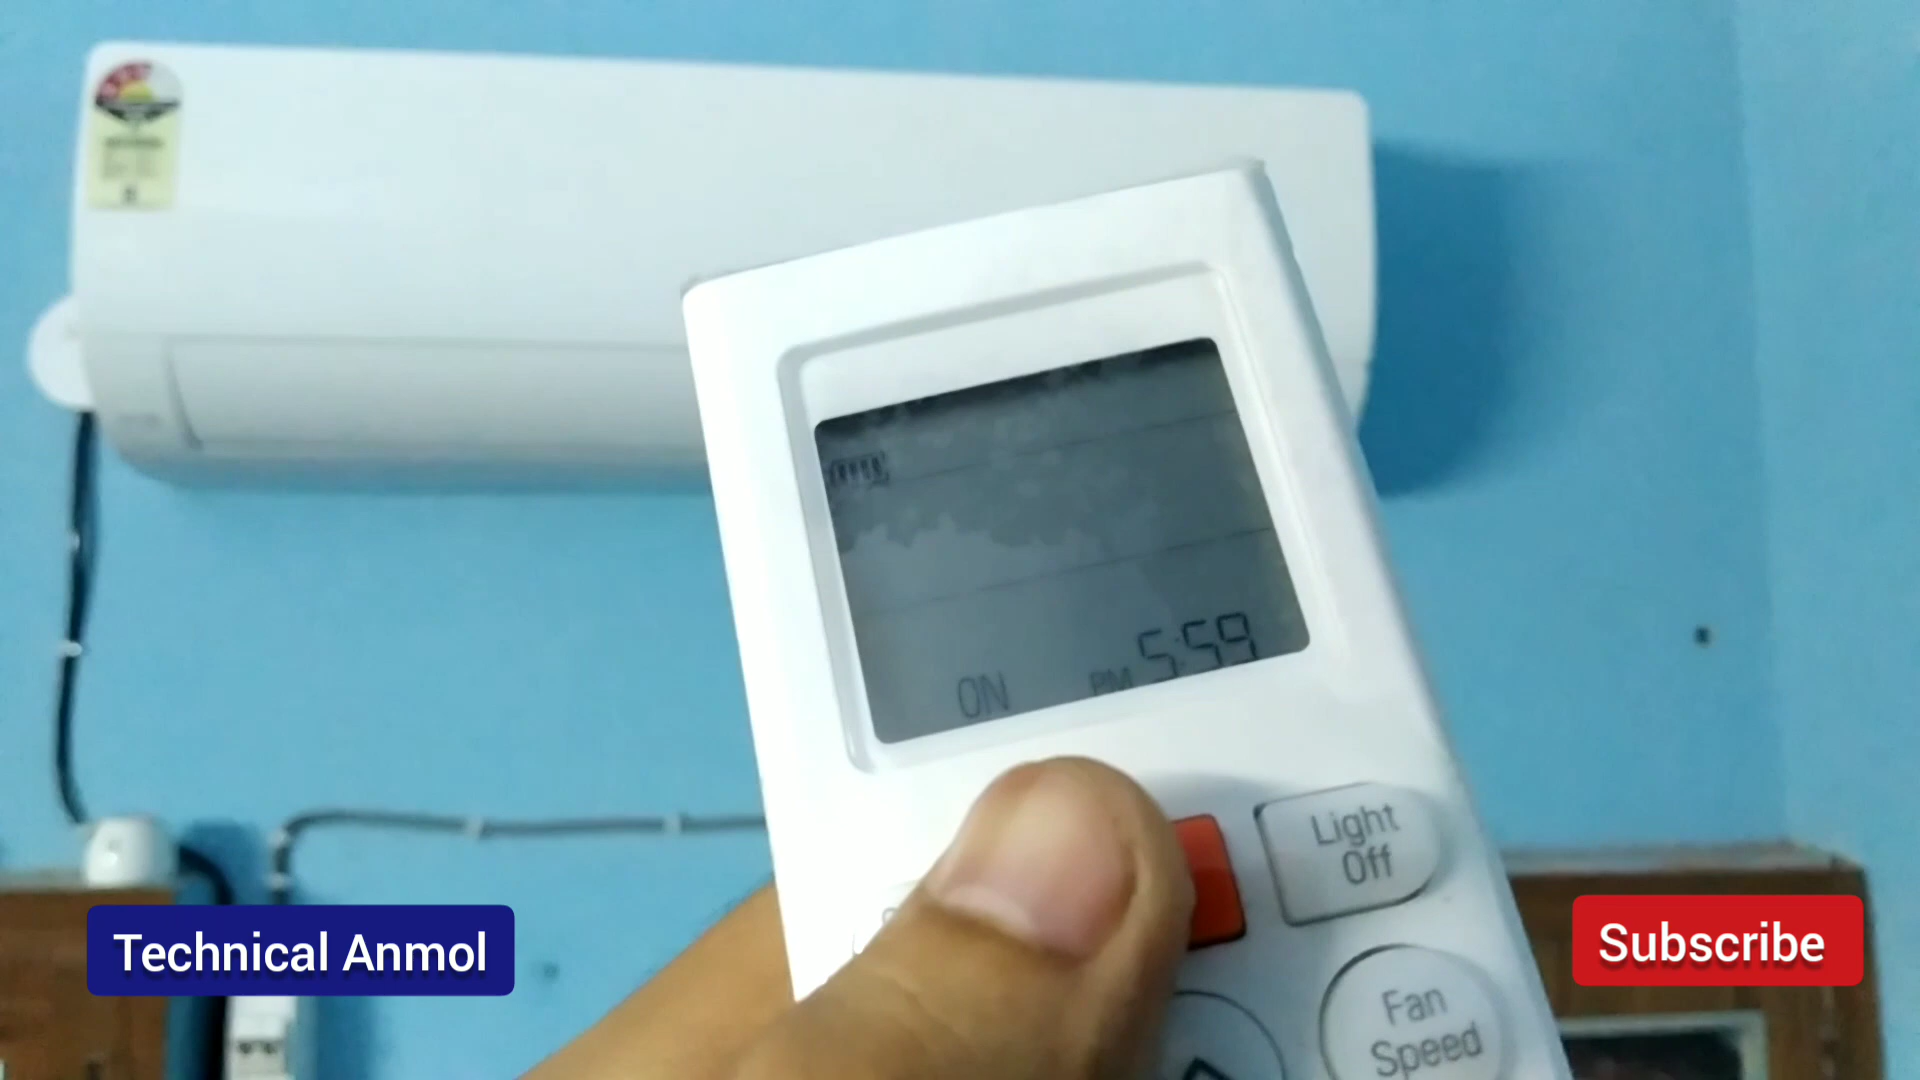 ON PM 5:59
Light
Off
Fan
Speed
Technical Anmol
Subscribe